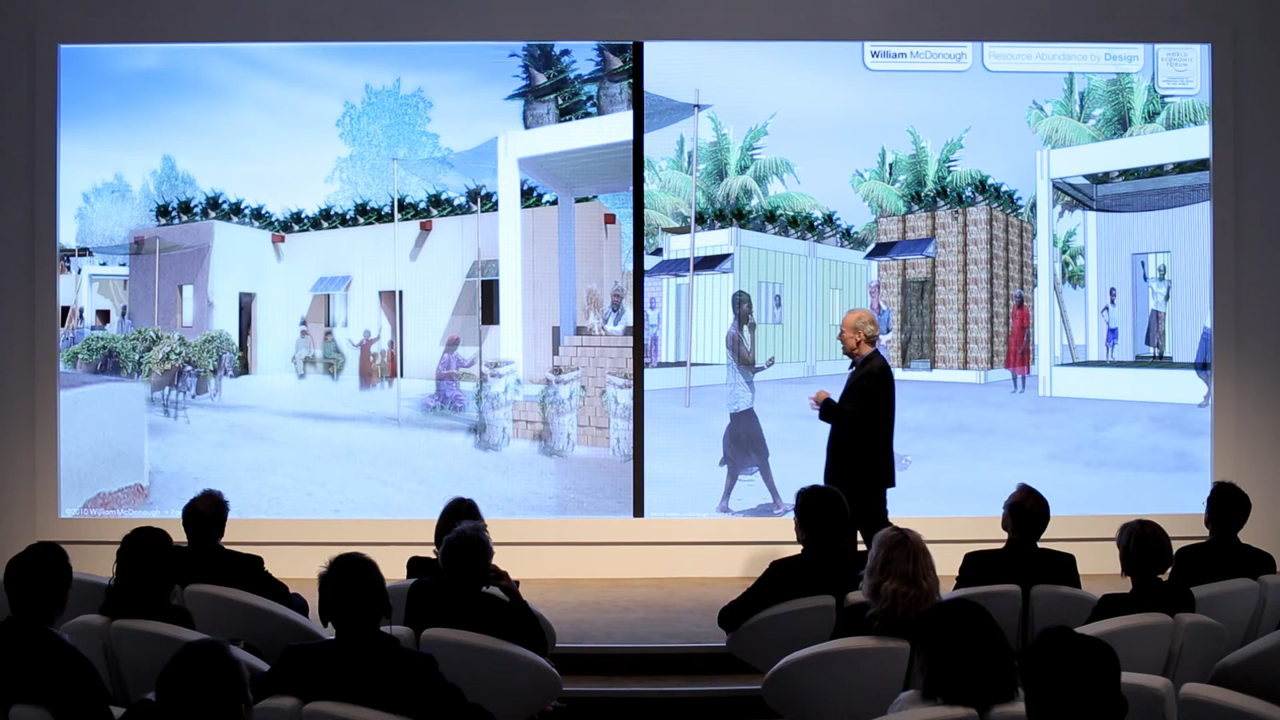 William McDonough
Resource Abundance by Design
WORLD
ECONOMIC
FORUM
©2010 William McDonough